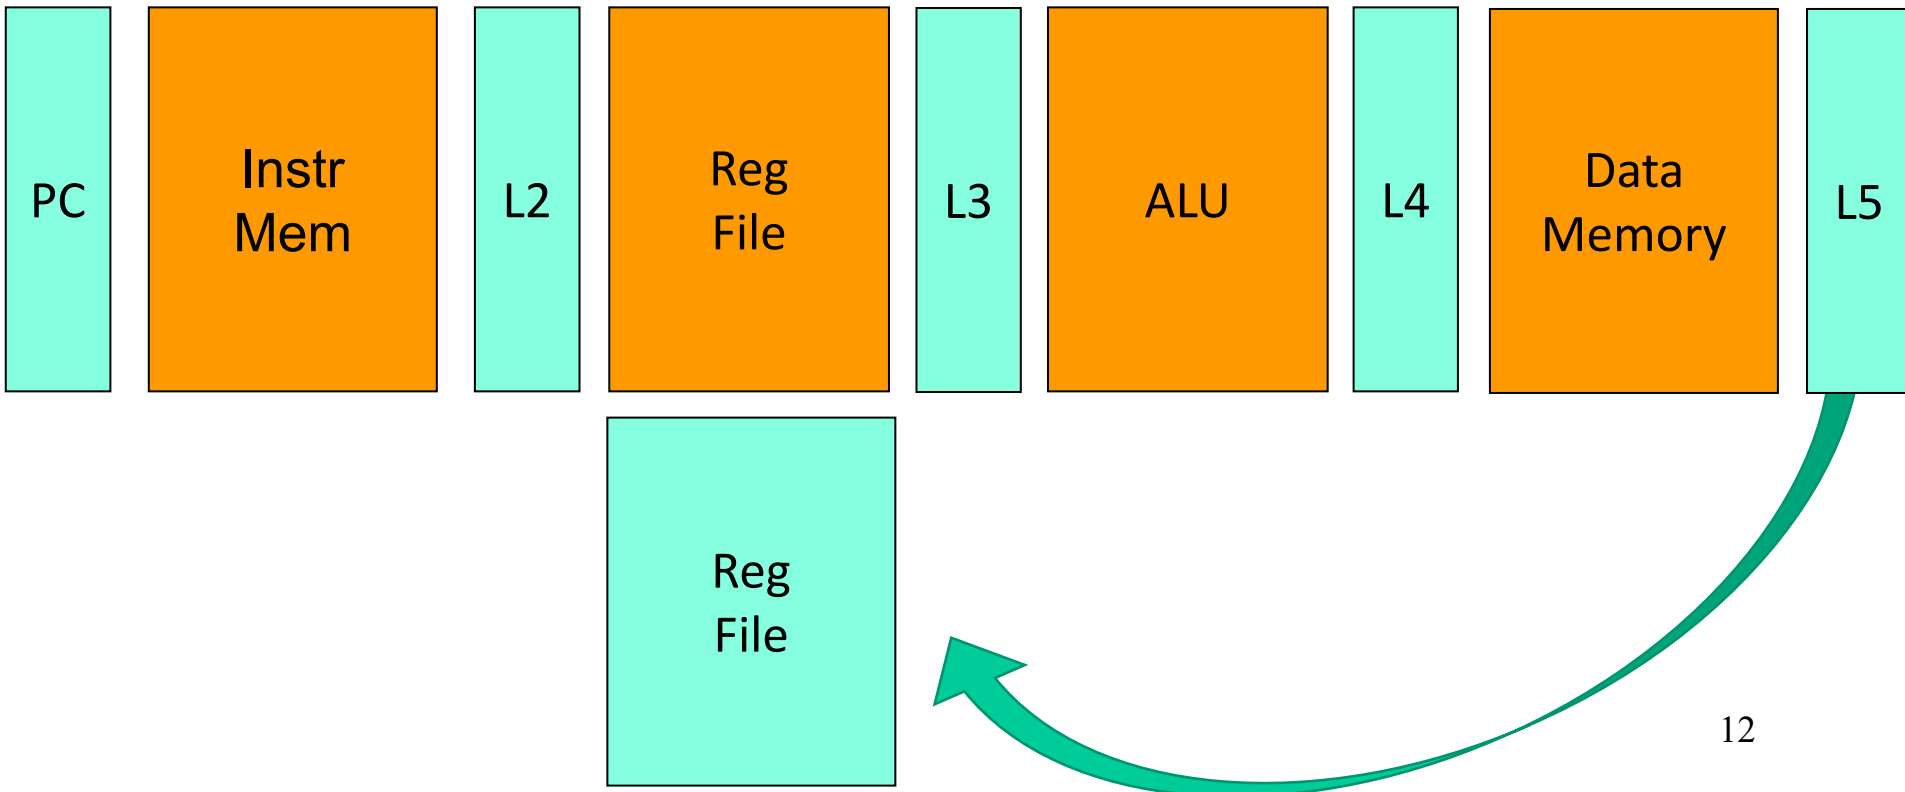 PC
Instr
Mem
L2
Reg
File
L3
ALU
L4
Data
Memory
L5
Reg
File
12